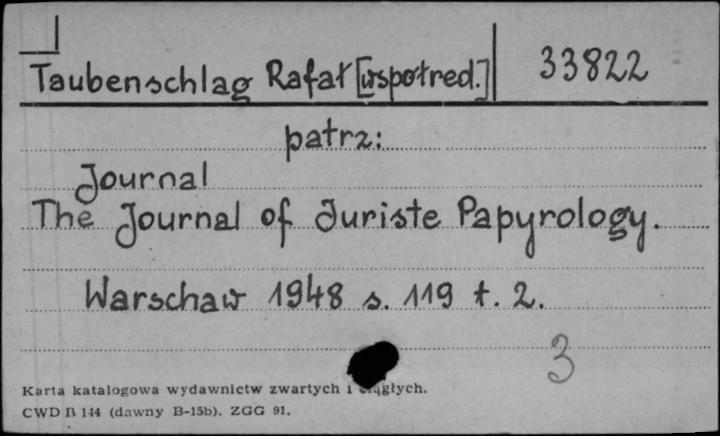 Taubenschlag Rafał [współred.] 33822
patrz:
Journal
The Journal of Juriste Papyrology.
Warschaw 1948 s. 119 t. 2.
3
Karta katalogowa wydawnictw zwartych i ciągłych.
CWD B 144 (dawny B-15b). ZGG 91.